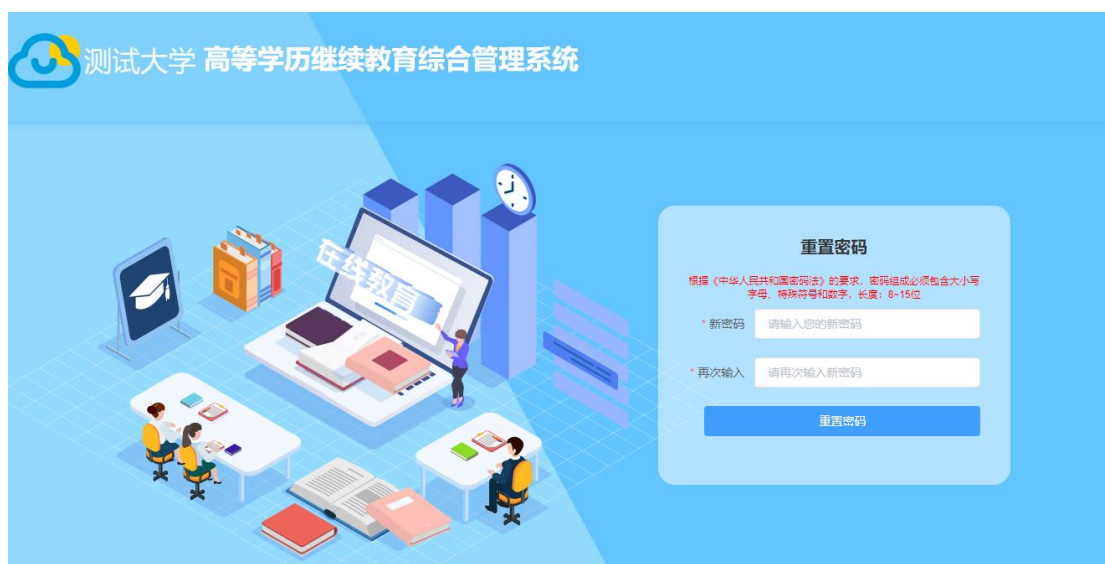 测试大学 高等学历继续教育综合管理系统
在线教育
重置密码
根据《中华人民共和国密码法》的要求，密码组成必须包含大小写
字母、特殊符号和数字，长度：8~15位
* 新密码 请输入您的新密码
* 再次输入 请再次输入新密码
重置密码